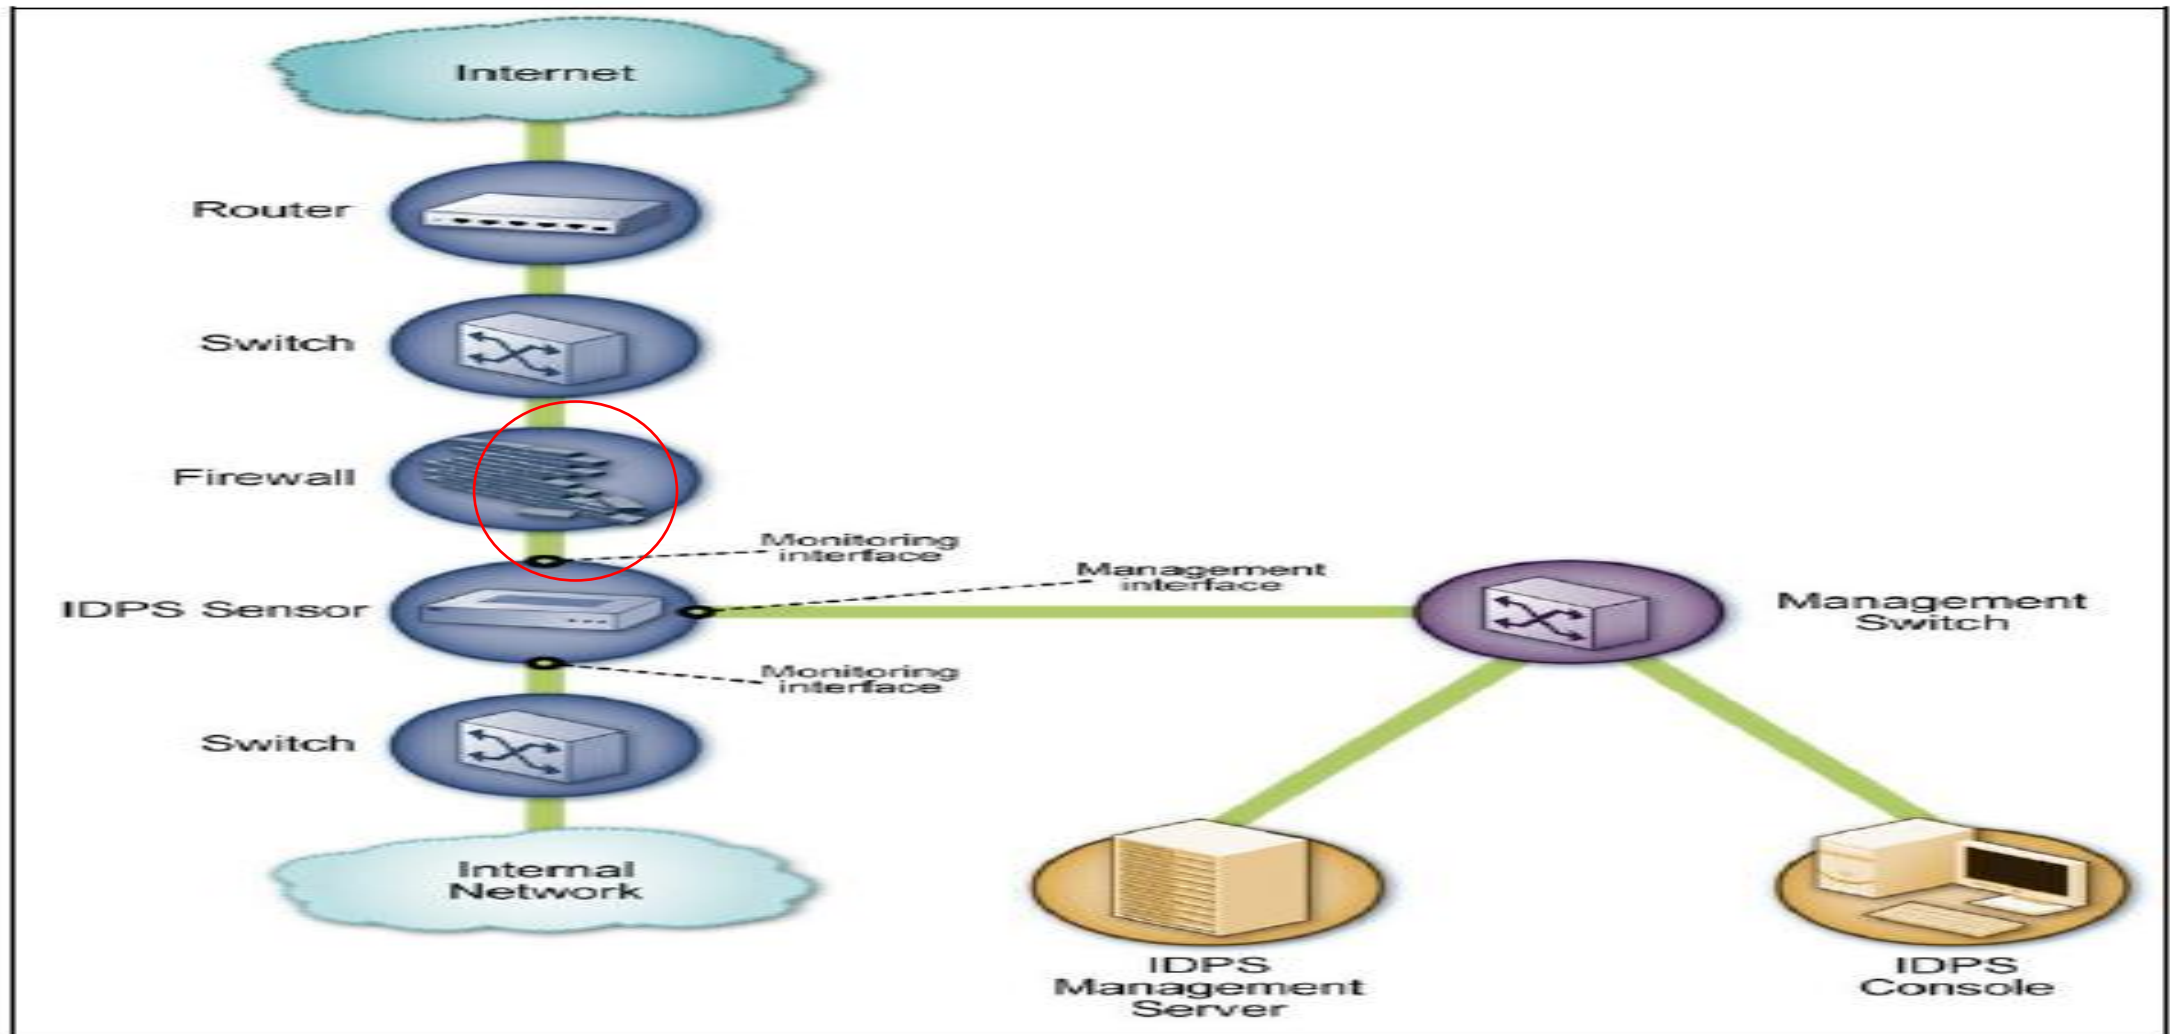 Internet
Router
Switch
Firewall
Monitoring
interface
Management
interface
IDPS Sensor
Management
Switch
Monitoring
interface
Switch
Internal
Network
IDPS
Management
Server
IDPS
Console